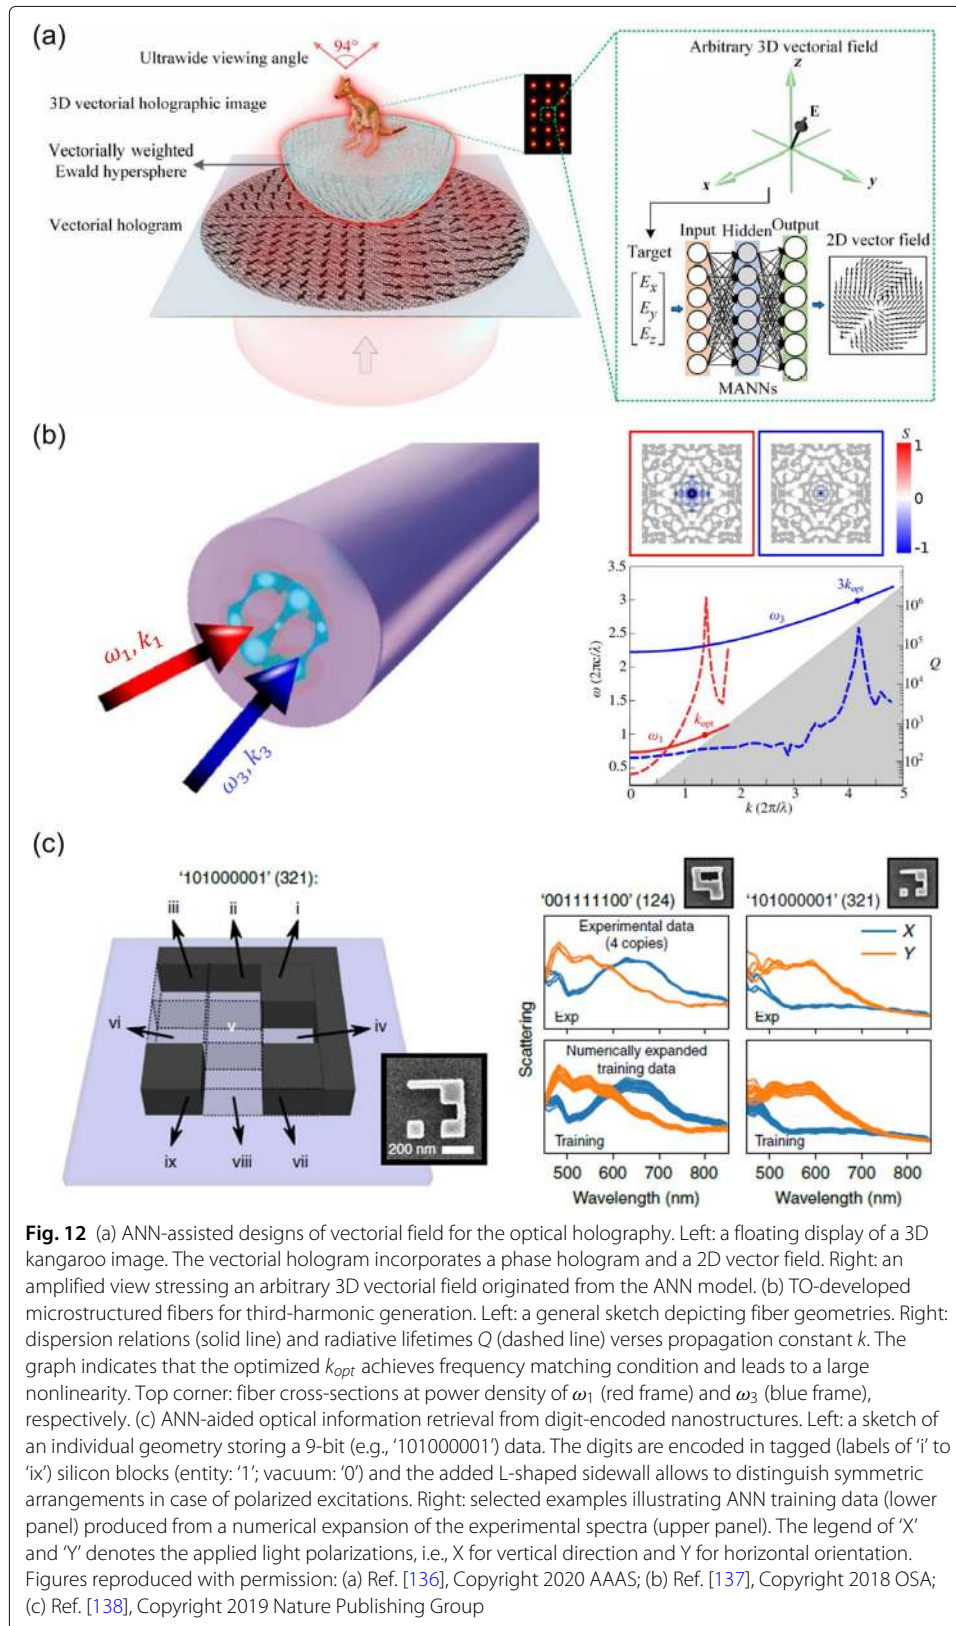 (a)
94°
Ultrawide viewing angle
3D vectorial holographic image
Vectorially weighted
Ewald hypersphere
Vectorial hologram
Arbitrary 3D vectorial field
z
E
x
y
Input Hidden Output
Target
2D vector field
Ex
Ey
Ez
MANNs
(b)
ω1, k1
ω3, k3
S
1
0
-1
3.5
3
2.5
2
1.5
1
0.5
ω (2πc/λ)
3kopt
ω3
kopt
ω1
10^6
10^5
10^4
10^3
10^2
Q
0 1 2 3 4 5
k (2π/λ)
(c)
‘101000001’ (321):
iii ii i
vi v iv
ix viii vii
200 nm
‘001111100’ (124) ‘101000001’ (321)
Experimental data
(4 copies)
Exp
X
Y
Exp
Scattering
Numerically expanded
training data
Training
Training
500 600 700 800 500 600 700 800
Wavelength (nm) Wavelength (nm)
Fig. 12 (a) ANN-assisted designs of vectorial field for the optical holography. Left: a floating display of a 3D
kangaroo image. The vectorial hologram incorporates a phase hologram and a 2D vector field. Right: an
amplified view stressing an arbitrary 3D vectorial field originated from the ANN model. (b) TO-developed
microstructured fibers for third-harmonic generation. Left: a general sketch depicting fiber geometries. Right:
dispersion relations (solid line) and radiative lifetimes Q (dashed line) verses propagation constant k. The
graph indicates that the optimized kopt achieves frequency matching condition and leads to a large
nonlinearity. Top corner: fiber cross-sections at power density of ω1 (red frame) and ω3 (blue frame),
respectively. (c) ANN-aided optical information retrieval from digit-encoded nanostructures. Left: a sketch of
an individual geometry storing a 9-bit (e.g., ‘101000001’) data. The digits are encoded in tagged (labels of ‘i’ to
‘ix’) silicon blocks (entity: ‘1’; vacuum: ‘0’) and the added L-shaped sidewall allows to distinguish symmetric
arrangements in case of polarized excitations. Right: selected examples illustrating ANN training data (lower
panel) produced from a numerical expansion of the experimental spectra (upper panel). The legend of ‘X’
and ‘Y’ denotes the applied light polarizations, i.e., X for vertical direction and Y for horizontal orientation.
Figures reproduced with permission: (a) Ref. [136], Copyright 2020 AAAS; (b) Ref. [137], Copyright 2018 OSA;
(c) Ref. [138], Copyright 2019 Nature Publishing Group